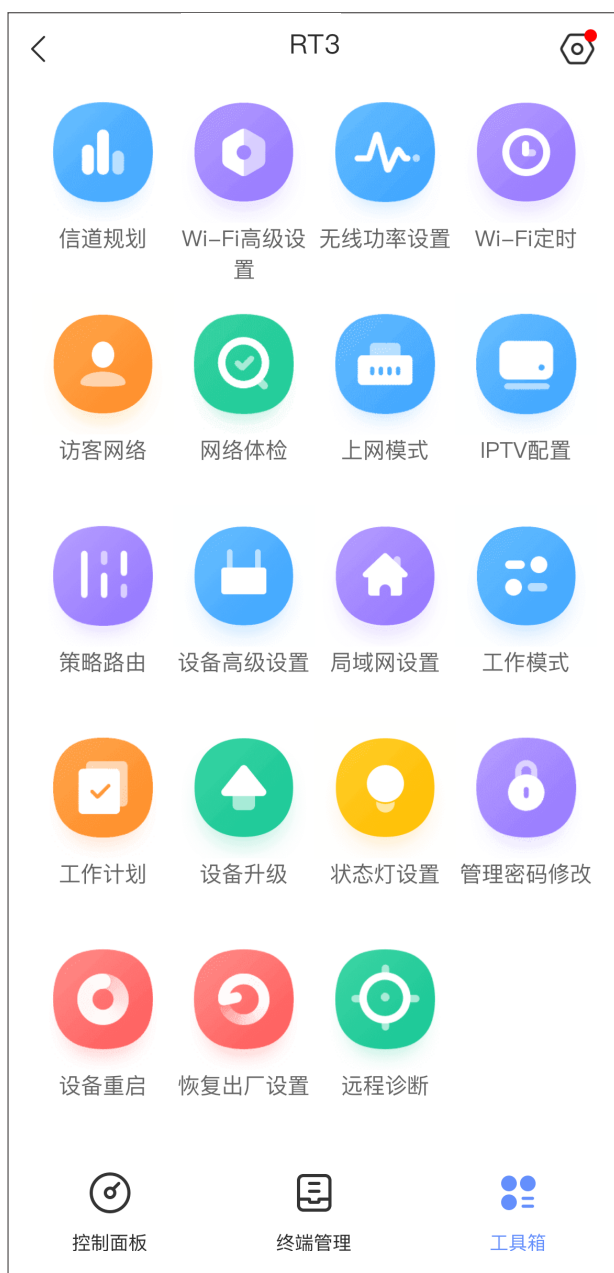 RT3
信道规划
Wi-Fi高级设
置
无线功率设置
Wi-Fi定时
访客网络
网络体检
上网模式
IPTV配置
策略路由
设备高级设置
局域网设置
工作模式
工作计划
设备升级
状态灯设置
管理密码修改
设备重启
恢复出厂设置
远程诊断
控制面板
终端管理
工具箱